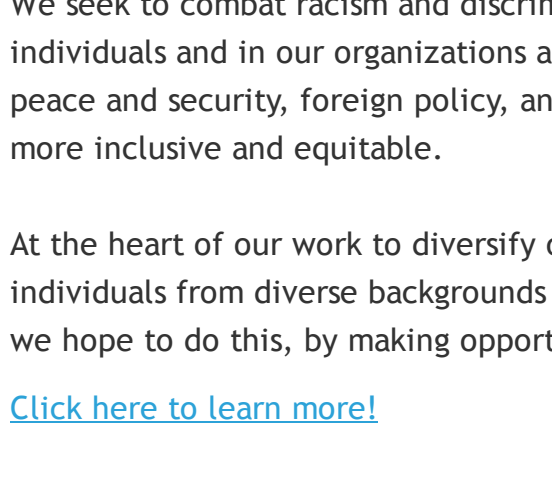 We seek to combat racism and
individuals and in our organizations
peace and security, foreign policy,
more inclusive and equitable.
At the heart of our work to diversify
individuals from diverse backgrounds
we hope to do this, by making
Click here to learn more!